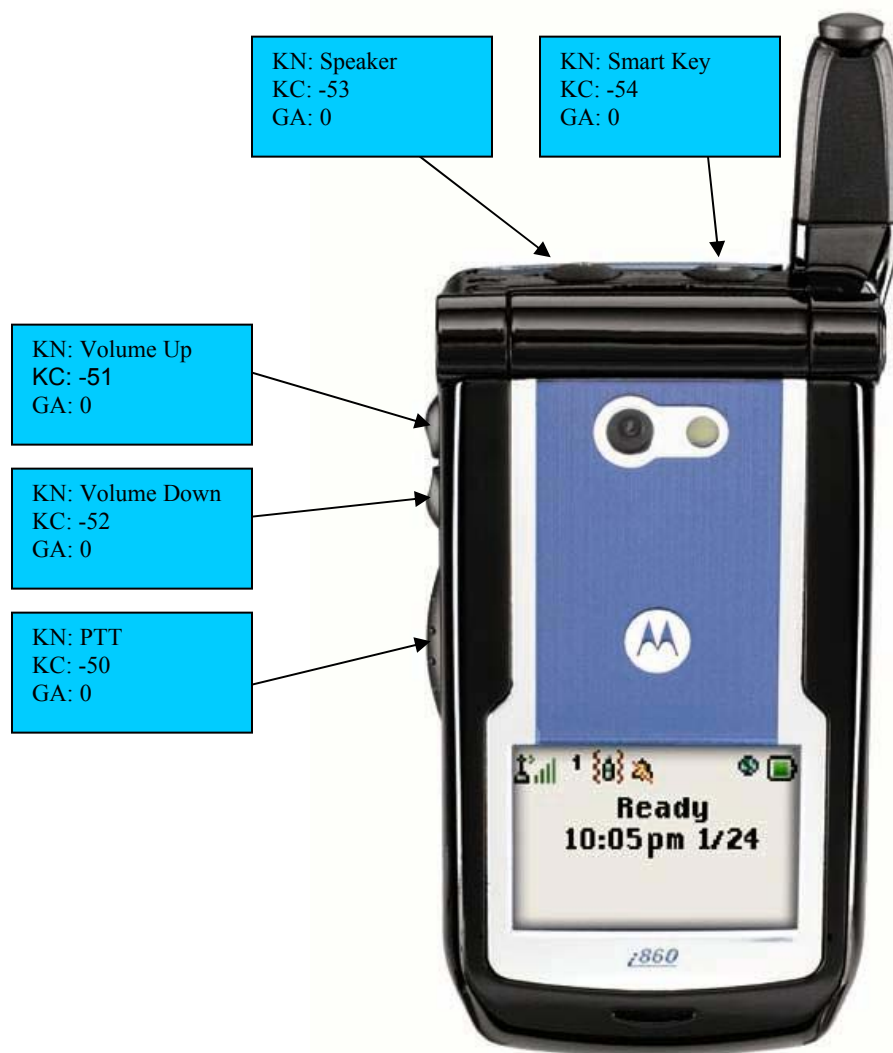 KN: Speaker
KC: -53
GA: 0
KN: Smart Key
KC: -54
GA: 0
KN: Volume Up
KC: -51
GA: 0
KN: Volume Down
KC: -52
GA: 0
KN: PTT
KC: -50
GA: 0
1
Ready
10:05pm 1/24
i860